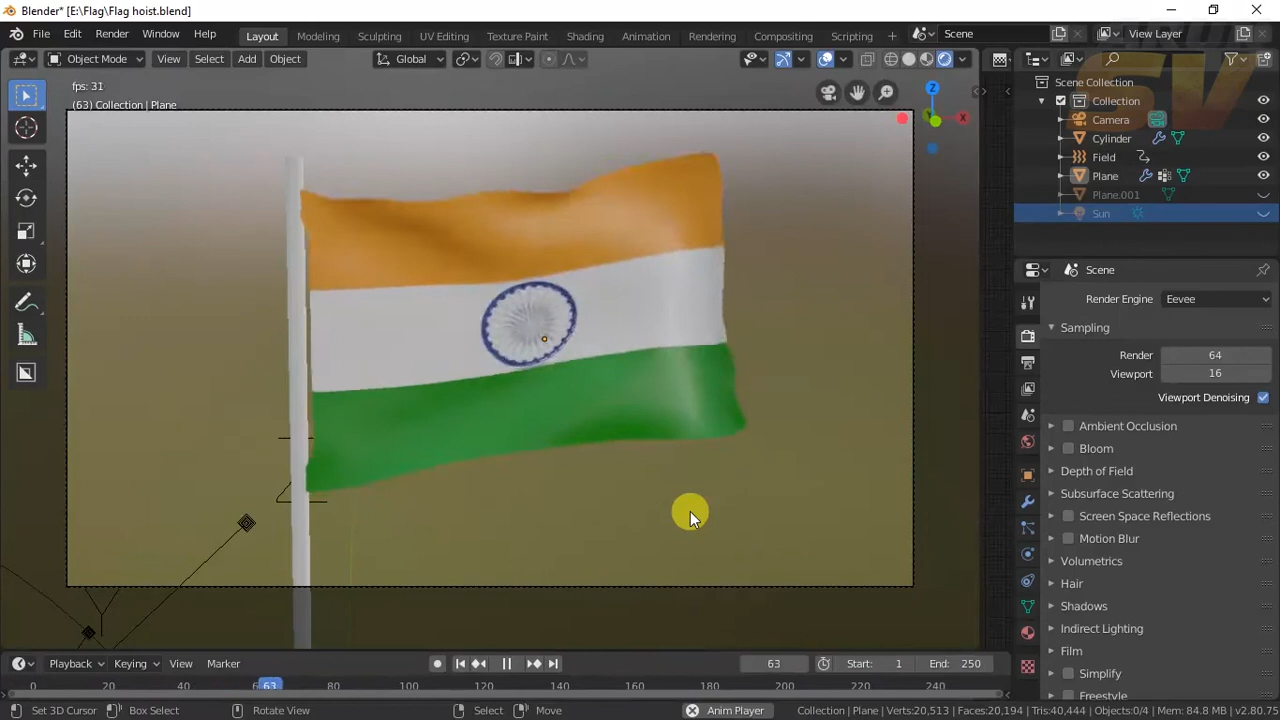 Blender* [E:\Flag\Flag hoist.blend]
File Edit Render Window Help Layout Modeling Sculpting UV Editing Texture Paint Shading Animation Rendering Compositing Scripting + Scene View Layer
Object Mode View Select Add Object Global
fps: 31
(63) Collection | Plane
Z
X
Scene Collection
Collection
Camera
Cylinder
Field
Plane
Plane.001
Sun
SV
Scene
Render Engine Eevee
Sampling
Render 64
Viewport 16
Viewport Denoising
Ambient Occlusion
Bloom
Depth of Field
Subsurface Scattering
Screen Space Reflections
Motion Blur
Volumetrics
Hair
Shadows
Indirect Lighting
Film
Simplify
Freestyle
Playback Keying View Marker 63 Start: 1 End: 250
0 20 40 63 80 100 120 140 160 180 200 220 240
Set 3D Cursor Box Select Rotate View Select Move Anim Player Collection | Plane | Verts:20,513 | Faces:20,194 | Tris:40,444 | Objects:0/4 | Mem: 84.8 MB | v2.80.75